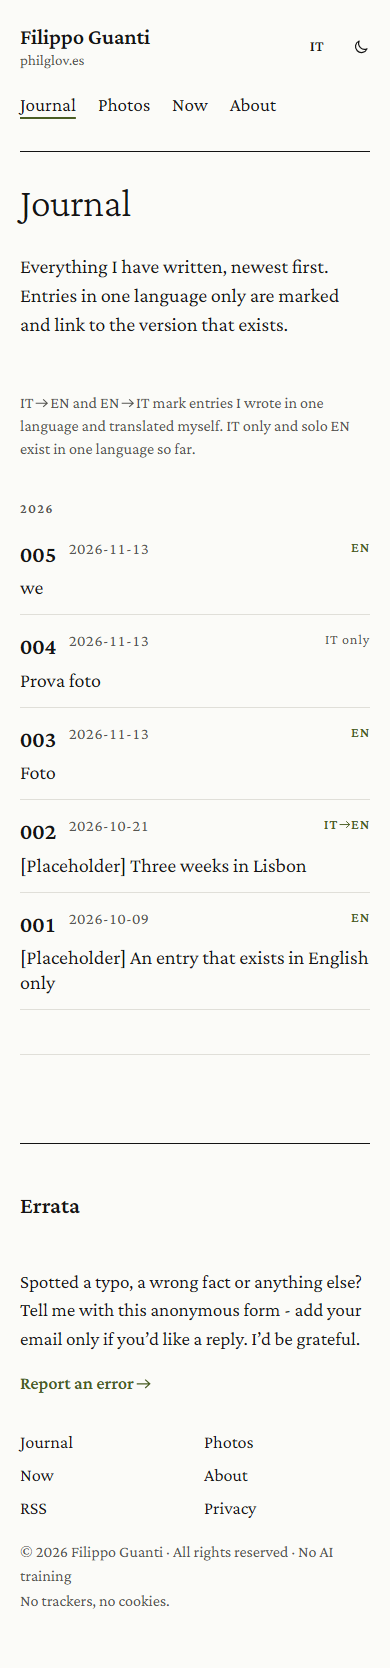 Filippo Guanti
philglov.es
IT
Journal Photos Now About
Journal
Everything I have written, newest first.
Entries in one language only are marked
and link to the version that exists.
IT→EN and EN→IT mark entries I wrote in one
language and translated myself. IT only and solo EN
exist in one language so far.
2026
005 2026-11-13 EN
we
004 2026-11-13 IT only
Prova foto
003 2026-11-13 EN
Foto
002 2026-10-21 IT→EN
[Placeholder] Three weeks in Lisbon
001 2026-10-09 EN
[Placeholder] An entry that exists in English
only
Errata
Spotted a typo, a wrong fact or anything else?
Tell me with this anonymous form - add your
email only if you’d like a reply. I’d be grateful.
Report an error→
Journal Photos
Now About
RSS Privacy
© 2026 Filippo Guanti · All rights reserved · No AI
training
No trackers, no cookies.